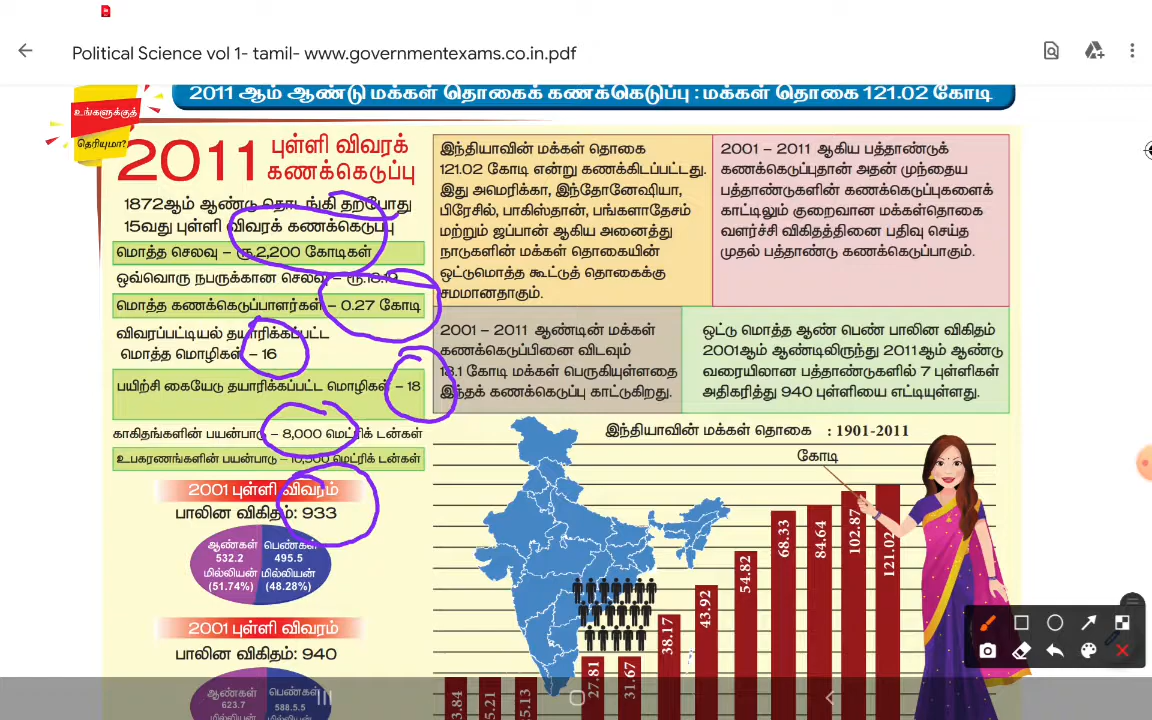 Political Science vol 1- tamil- www.governmentexams.co.in.pdf
2011 ஆம் ஆண்டு மக்கள் தொகைக் கணக்கெடுப்பு : மக்கள் தொகை 121.02 கோடி
உங்களுக்குத்
தெரியுமா?
2011 புள்ளி விவரக்
கணக்கெடுப்பு
1872ஆம் ஆண்டு தொடங்கி தற்போது
15வது புள்ளி விவரக் கணக்கெடுப்பு
மொத்த செலவு – ரூ.2,200 கோடிகள்
ஒவ்வொரு நபருக்கான செலவு – ரூ.18.19
மொத்த கணக்கெடுப்பாளர்கள் – 0.27 கோடி
விவரப்பட்டியல் தயாரிக்கப்பட்ட
மொத்த மொழிகள் – 16
பயிற்சி கையேடு தயாரிக்கப்பட்ட மொழிகள் – 18
காகிதங்களின் பயன்பாடு – 8,000 மெட்ரிக் டன்கள்
உபகரணங்களின் பயன்பாடு – 10,500 மெட்ரிக் டன்கள்
2001 புள்ளி விவரம்
பாலின விகிதம்: 933
ஆண்கள்
532.2
மில்லியன்
(51.74%)
பெண்கள்
495.5
மில்லியன்
(48.28%)
2001 புள்ளி விவரம்
பாலின விகிதம்: 940
ஆண்கள்
623.7
பெண்கள்
588.5
இந்தியாவின் மக்கள் தொகை
121.02 கோடி என்று கணக்கிடப்பட்டது.
இது அமெரிக்கா, இந்தோனேஷியா,
பிரேசில், பாகிஸ்தான், பங்களாதேசம்
மற்றும் ஜப்பான் ஆகிய அனைத்து
நாடுகளின் மக்கள் தொகையின்
ஒட்டுமொத்த கூட்டுத் தொகைக்கு
சமமானதாகும்.
2001 – 2011 ஆகிய பத்தாண்டுக்
கணக்கெடுப்புதான் அதன் முந்தைய
பத்தாண்டுகளின் கணக்கெடுப்புகளைக்
காட்டிலும் குறைவான மக்கள்தொகை
வளர்ச்சி விகிதத்தினை பதிவு செய்த
முதல் பத்தாண்டு கணக்கெடுப்பாகும்.
2001 – 2011 ஆண்டின் மக்கள்
கணக்கெடுப்பினை விடவும்
18.1 கோடி மக்கள் பெருகியுள்ளதை
இந்தக் கணக்கெடுப்பு காட்டுகிறது.
ஒட்டு மொத்த ஆண் பெண் பாலின விகிதம்
2001ஆம் ஆண்டிலிருந்து 2011ஆம் ஆண்டு
வரையிலான பத்தாண்டுகளில் 7 புள்ளிகள்
அதிகரித்து 940 புள்ளியை எட்டியுள்ளது.
இந்தியாவின் மக்கள் தொகை : 1901-2011
கோடி
27.81
31.67
38.17
43.92
54.82
68.33
84.64
102.87
121.02